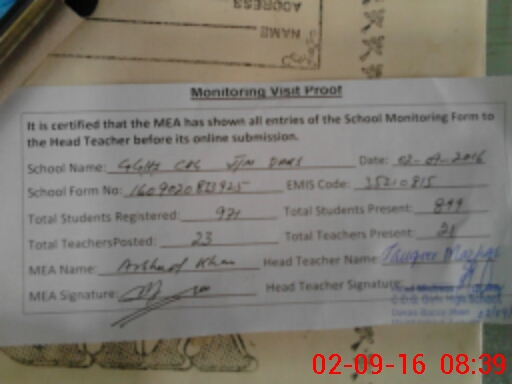 ADDRESS
NAME
Monitoring Visit Proof
It is certified that the MEA has shown all entries of the School Monitoring Form to
the Head Teacher before its online submission.
School Name: Date: 02-09-2016
School Form No: EMIS Code: 35210815
Total Students Registered: 971 Total Students Present: 899
Total TeachersPosted: 23 Total Teachers Present: 21
MEA Name: Arshad Khan Head Teacher Name:
MEA Signature: Head Teacher Signature:
02-09-16 08:39